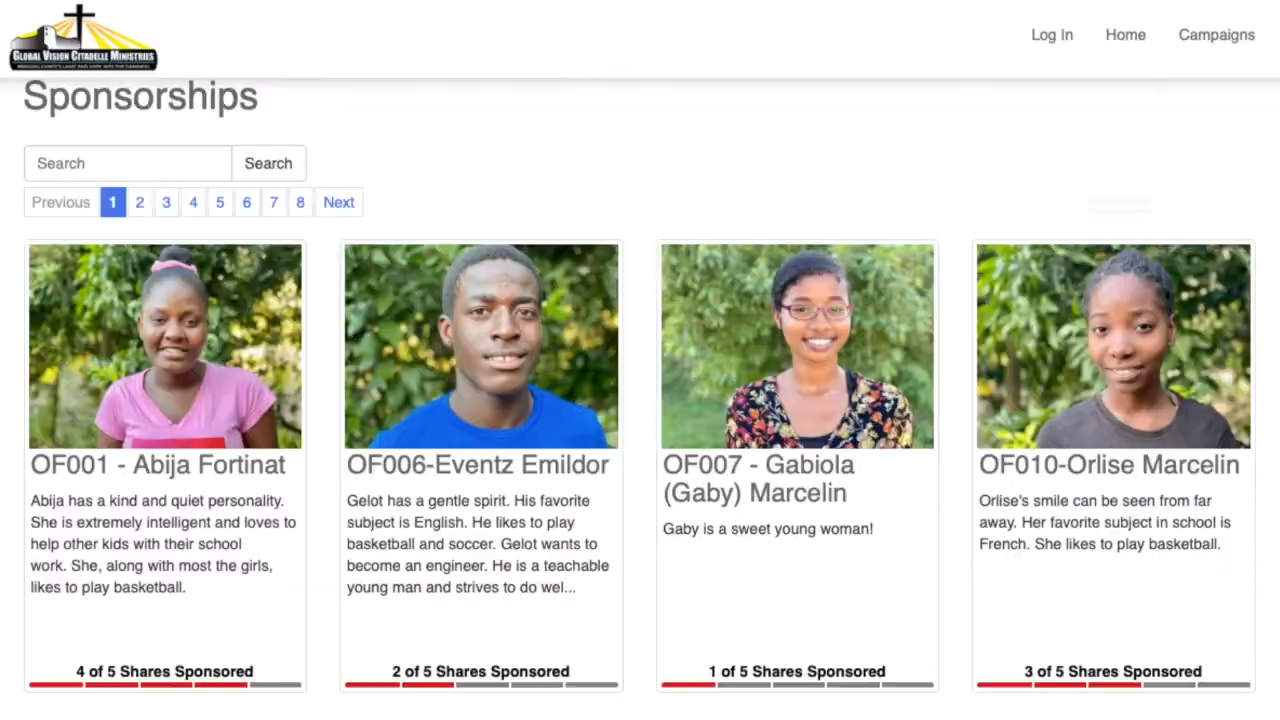 GLOBAL VISION CITADELLE MINISTRIES
Log In Home Campaigns
Sponsorships
Search Search
Previous 1 2 3 4 5 6 7 8 Next
OF001 - Abija Fortinat
Abija has a kind and quiet personality.
She is extremely intelligent and loves to
help other kids with their school
work. She, along with most the girls,
likes to play basketball.
4 of 5 Shares Sponsored
OF006-Eventz Emildor
Gelot has a gentle spirit. His favorite
subject is English. He likes to play
basketball and soccer. Gelot wants to
become an engineer. He is a teachable
young man and strives to do wel...
2 of 5 Shares Sponsored
OF007 - Gabiola
(Gaby) Marcelin
Gaby is a sweet young woman!
1 of 5 Shares Sponsored
OF010-Orlise Marcelin
Orlise's smile can be seen from far
away. Her favorite subject in school is
French. She likes to play basketball.
3 of 5 Shares Sponsored